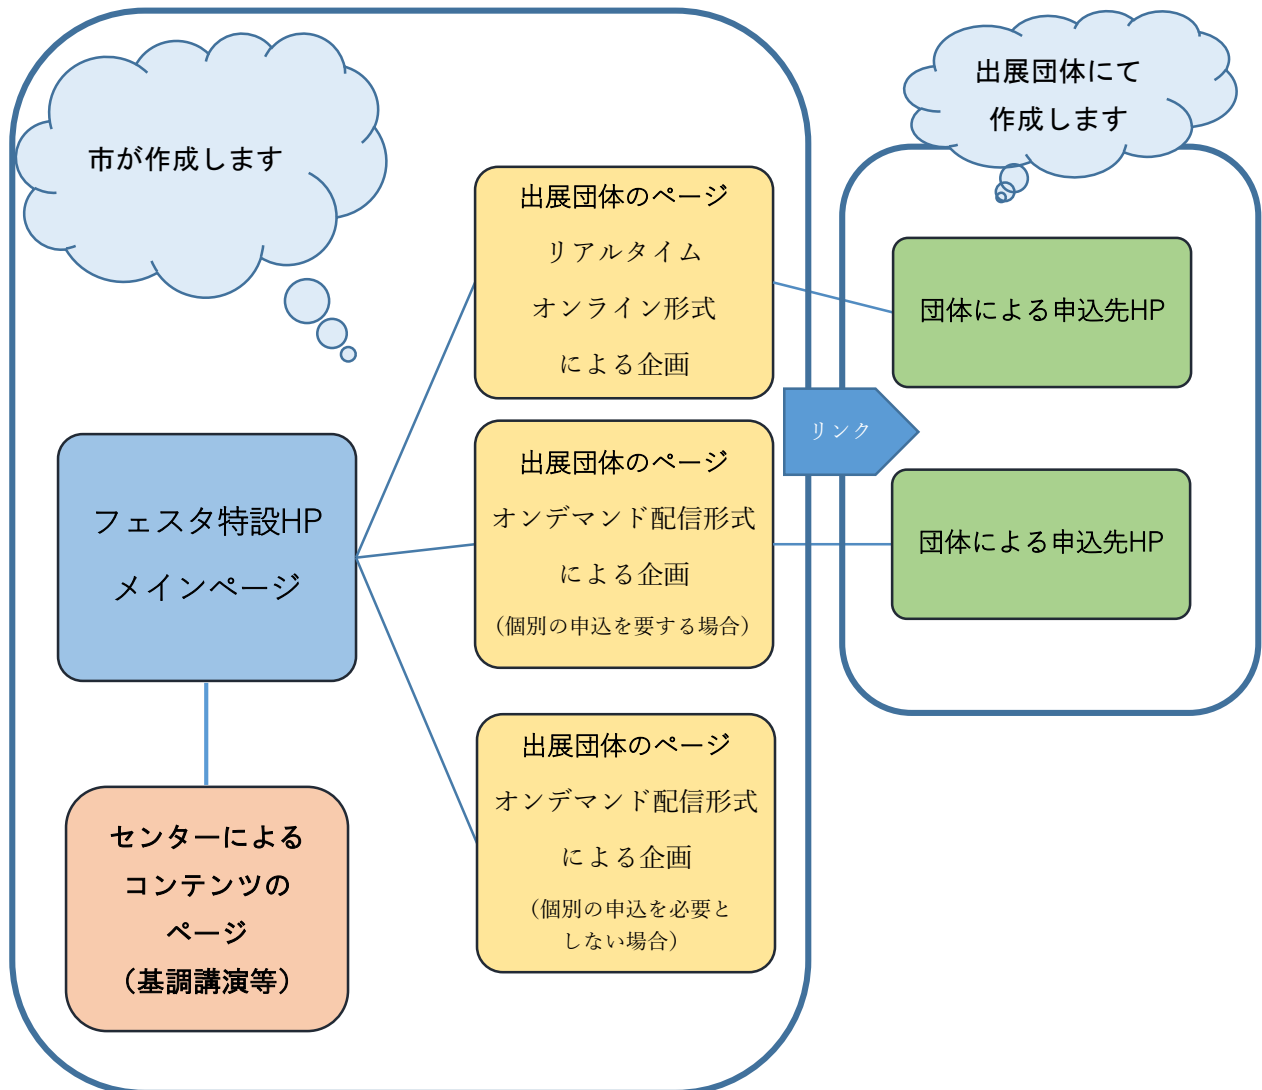 市が作成します
出展団体にて
作成します
出展団体のページ
リアルタイム
オンライン形式
による企画
団体による申込先HP
リンク
出展団体のページ
オンデマンド配信形式
による企画
（個別の申込を要する場合）
団体による申込先HP
フェスタ特設HP
メインページ
出展団体のページ
オンデマンド配信形式
による企画
（個別の申込を必要と
しない場合）
センターによる
コンテンツの
ページ
（基調講演等）